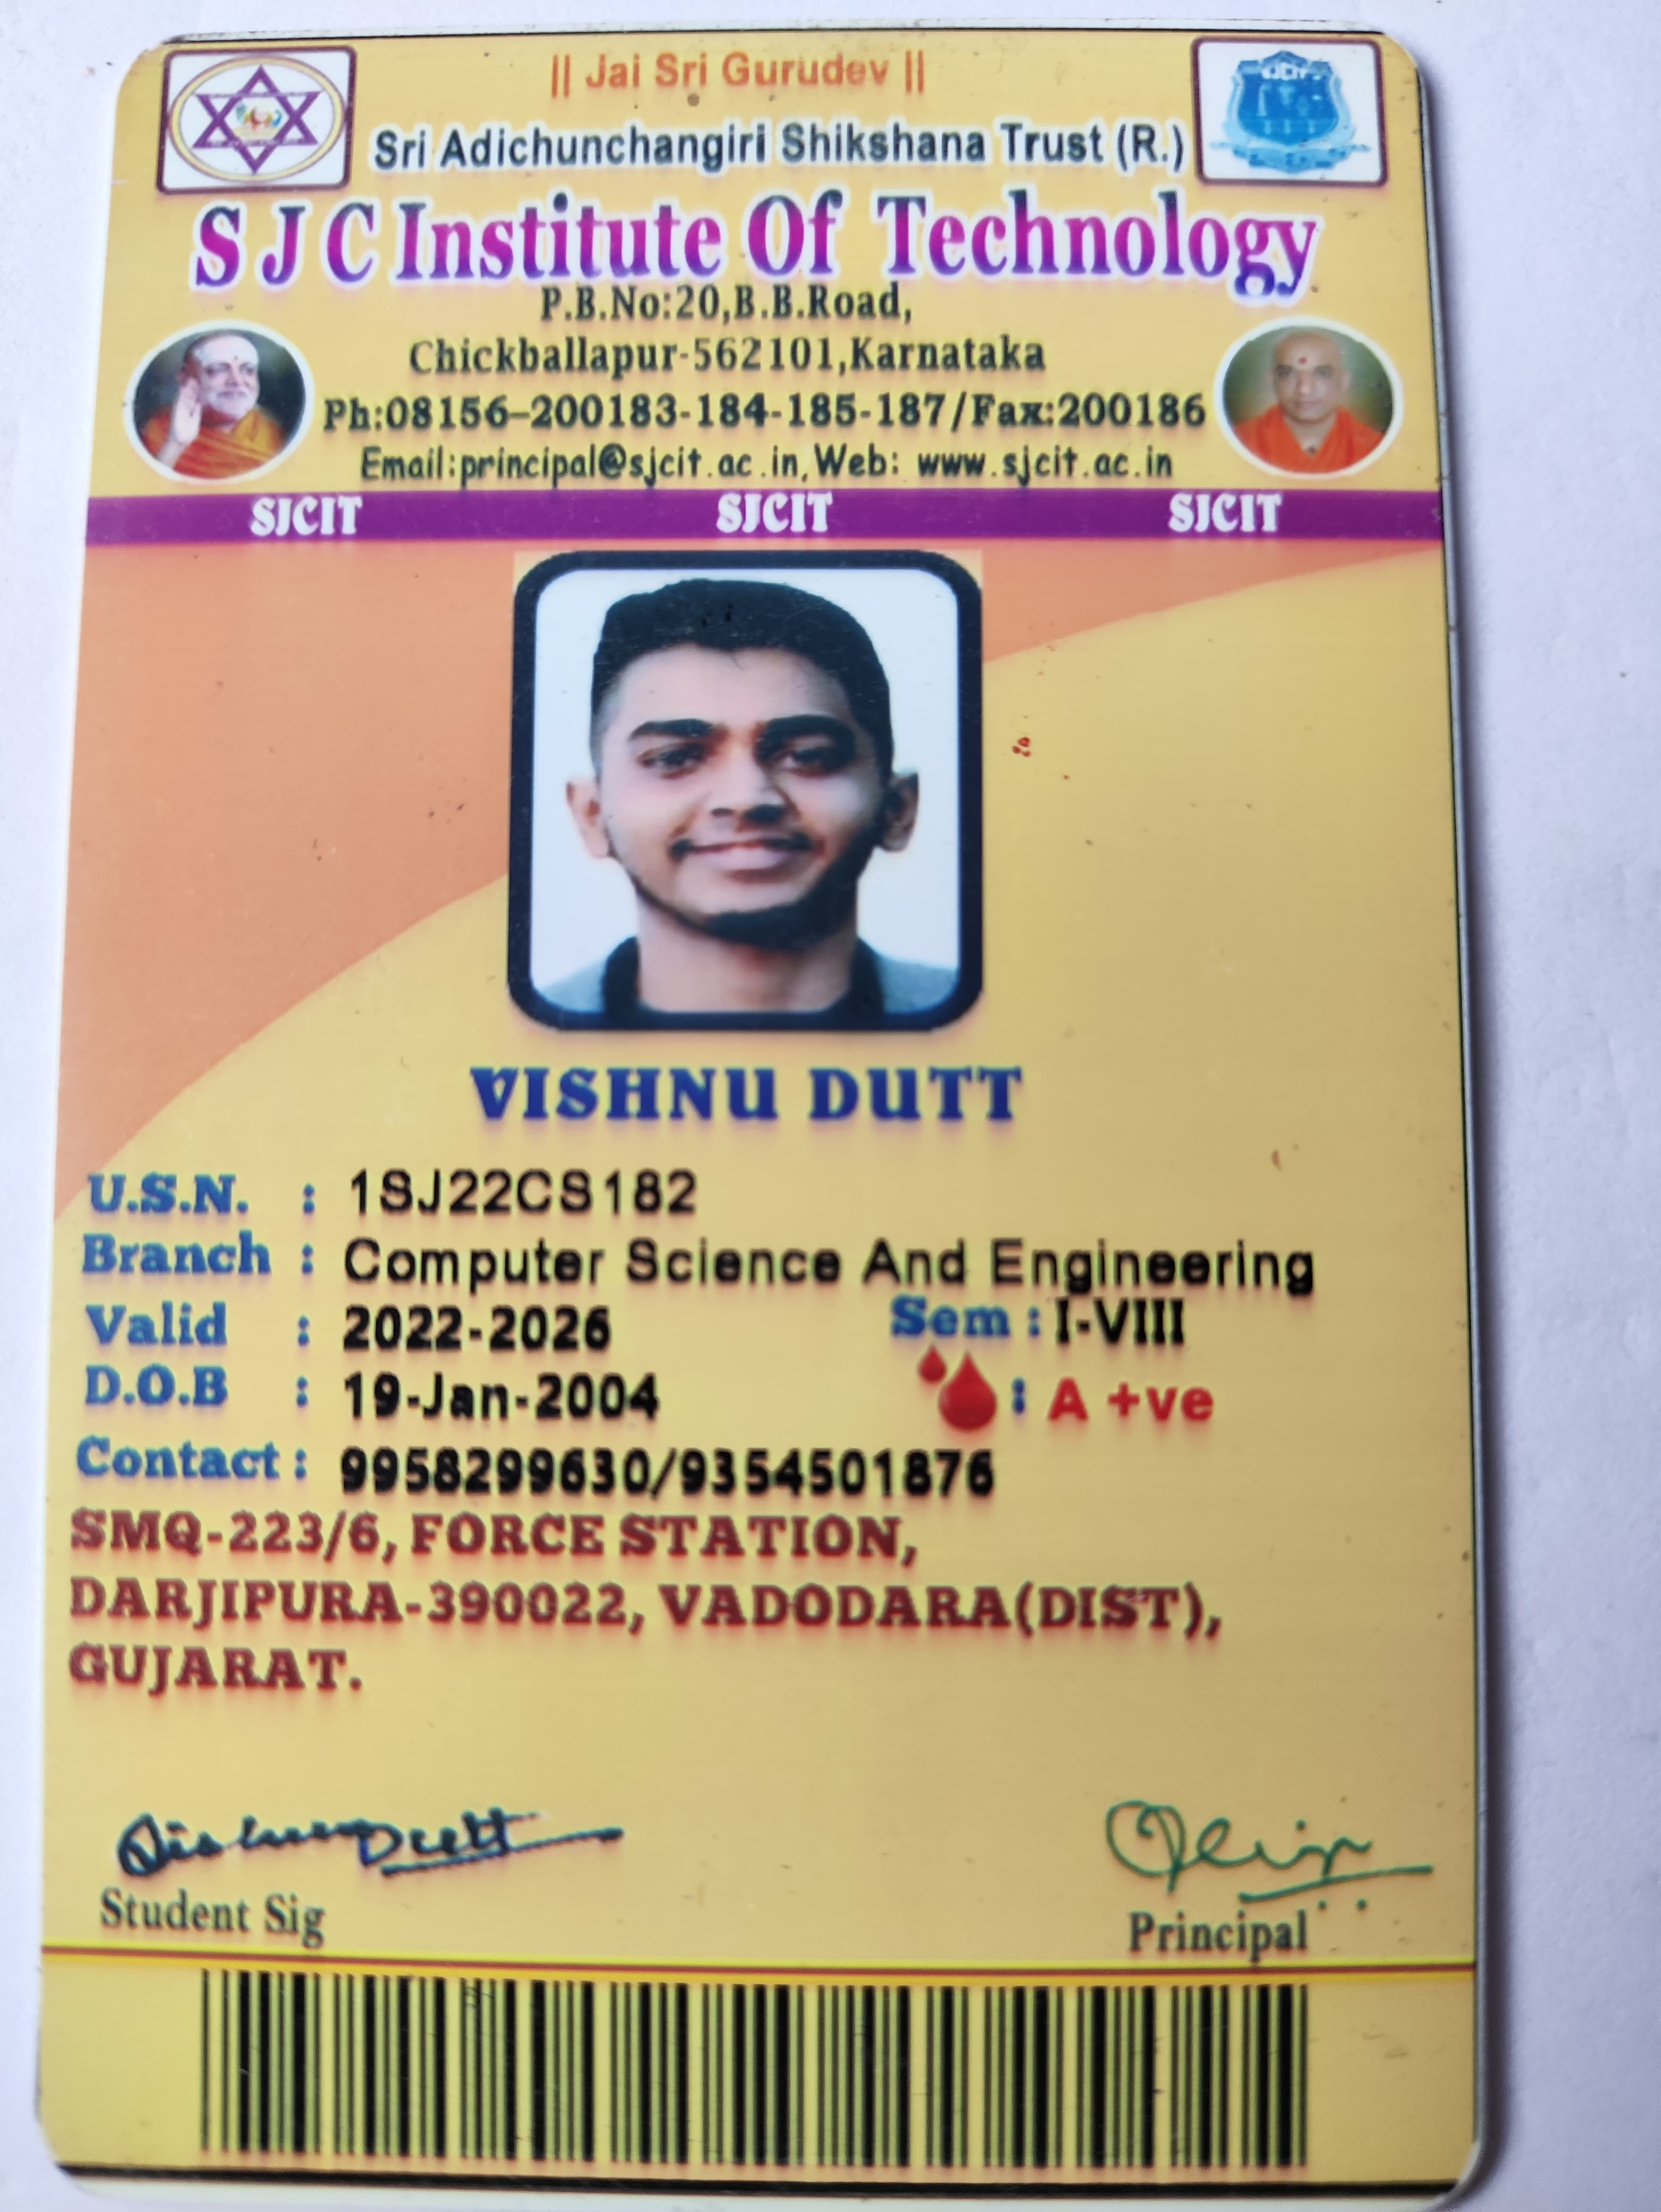 || Jai Sri Gurudev ||
SJCIT
Sri Adichunchangiri Shikshana Trust (R.)
S J C Institute Of Technology
P.B.No:20,B.B.Road,
Chickballapur-562101,Karnataka
Ph:08156-200183-184-185-187/Fax:200186
Email:principal@sjcit.ac.in,Web: www.sjcit.ac.in
SJCIT SJCIT SJCIT
VISHNU DUTT
U.S.N. : 1SJ22CS182
Branch : Computer Science And Engineering
Valid : 2022-2026 Sem : I-VIII
D.O.B : 19-Jan-2004 : A +ve
Contact : 9958299630/9354501876
SMQ-223/6, FORCE STATION,
DARJIPURA-390022, VADODARA(DIST),
GUJARAT.
Vishnu Dutt
Student Sig
Principal